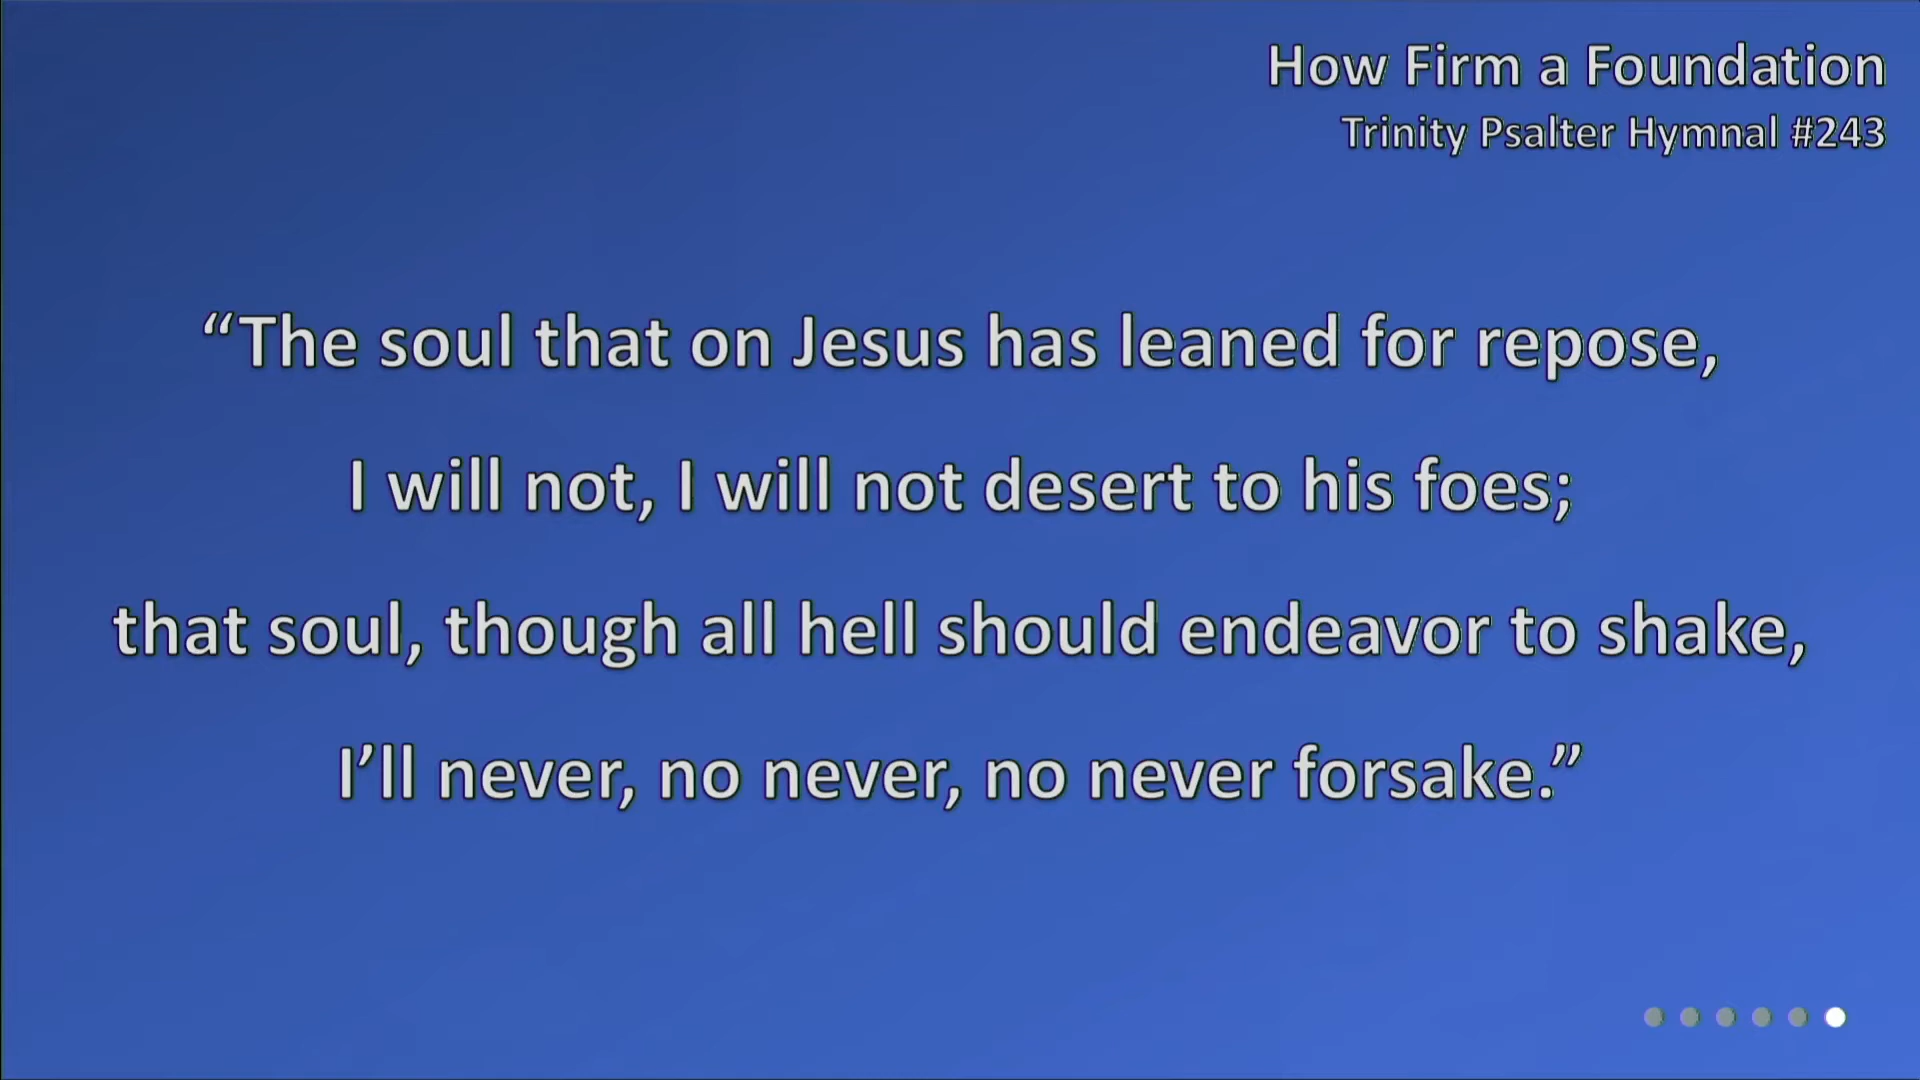 How Firm a Foundation
Trinity Psalter Hymnal #243
“The soul that on Jesus has leaned for repose,
I will not, I will not desert to his foes;
that soul, though all hell should endeavor to shake,
I’ll never, no never, no never forsake.”